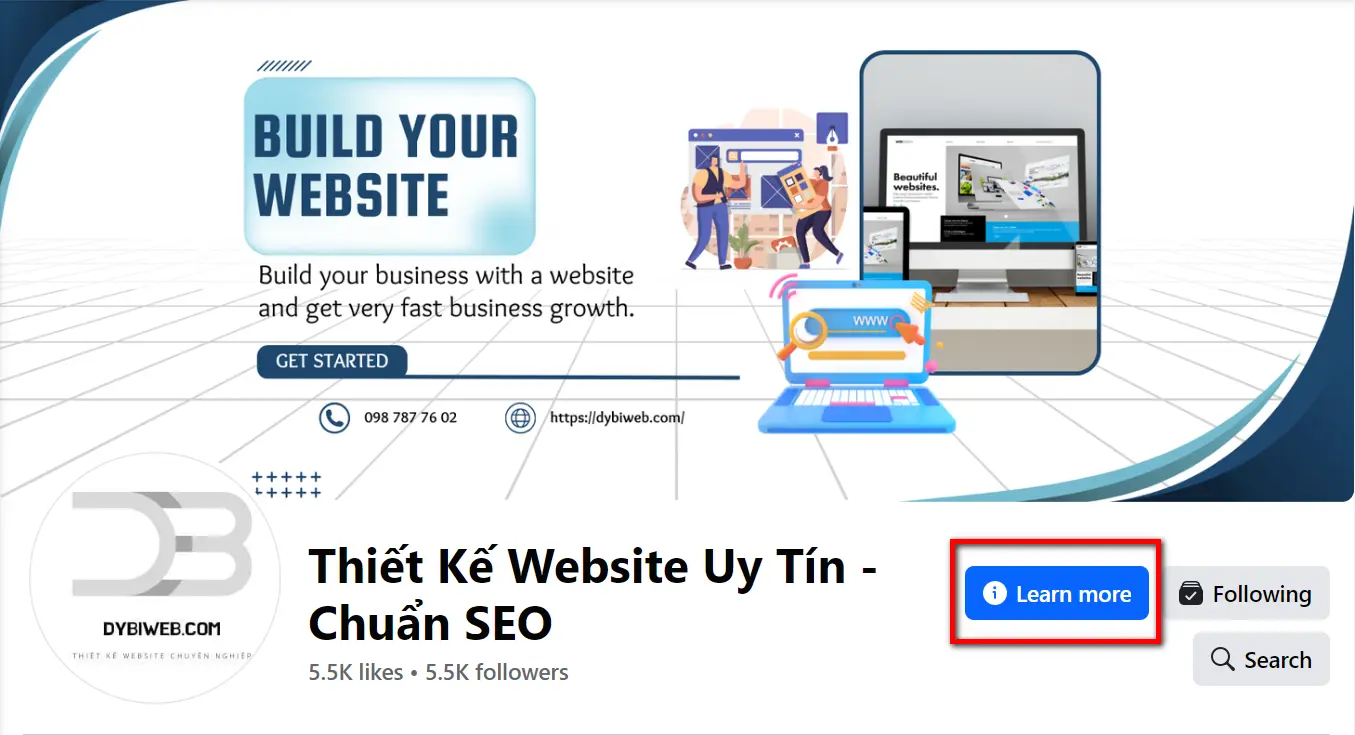 BUILD YOUR
WEBSITE
Build your business with a website
and get very fast business growth.
GET STARTED
098 787 76 02
https://dybiweb.com/
Beautiful
websites.
WWW
DYBIWEB.COM
THIẾT KẾ WEBSITE CHUYÊN NGHIỆP
Thiết Kế Website Uy Tín -
Chuẩn SEO
5.5K likes • 5.5K followers
Learn more
Following
Search